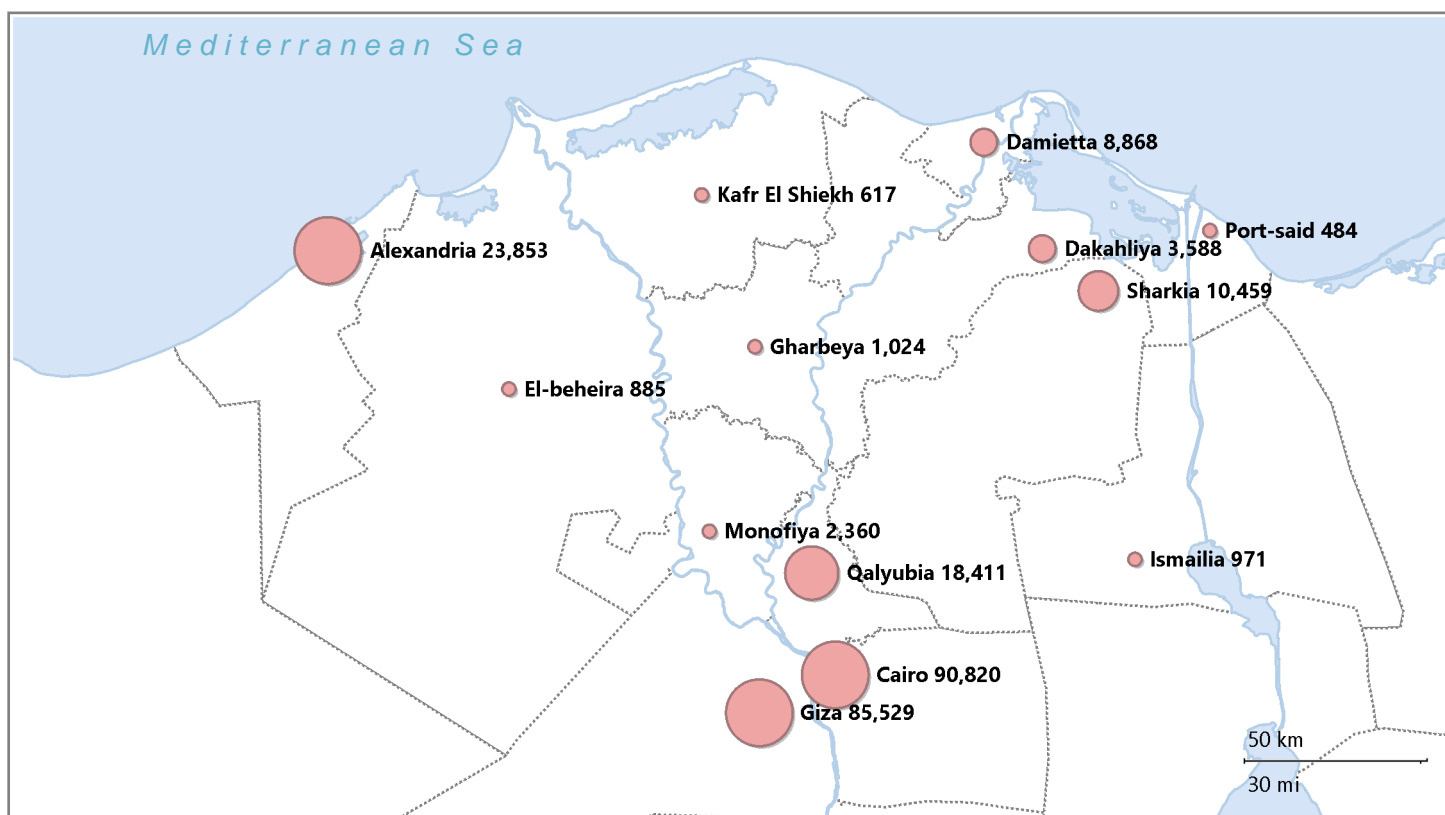 Mediterranean Sea
Damietta 8,868
Kafr El Shiekh 617
Port-said 484
Alexandria 23,853
Dakahliya 3,588
Sharkia 10,459
Gharbeya 1,024
El-beheira 885
Monofiya 2,360
Ismailia 971
Qalyubia 18,411
Cairo 90,820
Giza 85,529
50 km
30 mi